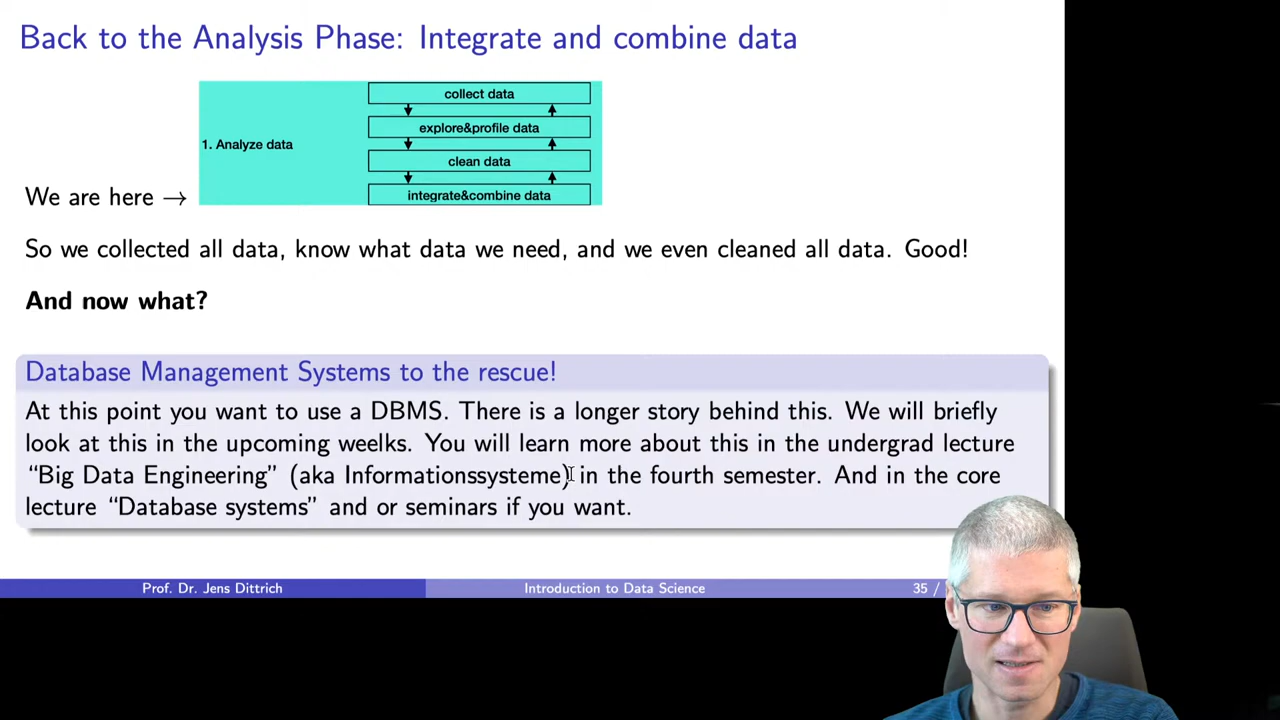 Back to the Analysis Phase: Integrate and combine data
collect data
explore&profile data
1. Analyze data
clean data
integrate&combine data
We are here →
So we collected all data, know what data we need, and we even cleaned all data. Good!
And now what?
Database Management Systems to the rescue!
At this point you want to use a DBMS. There is a longer story behind this. We will briefly
look at this in the upcoming weelks. You will learn more about this in the undergrad lecture
“Big Data Engineering” (aka Informationssysteme) in the fourth semester. And in the core
lecture “Database systems” and or seminars if you want.
Prof. Dr. Jens Dittrich
Introduction to Data Science
35 /